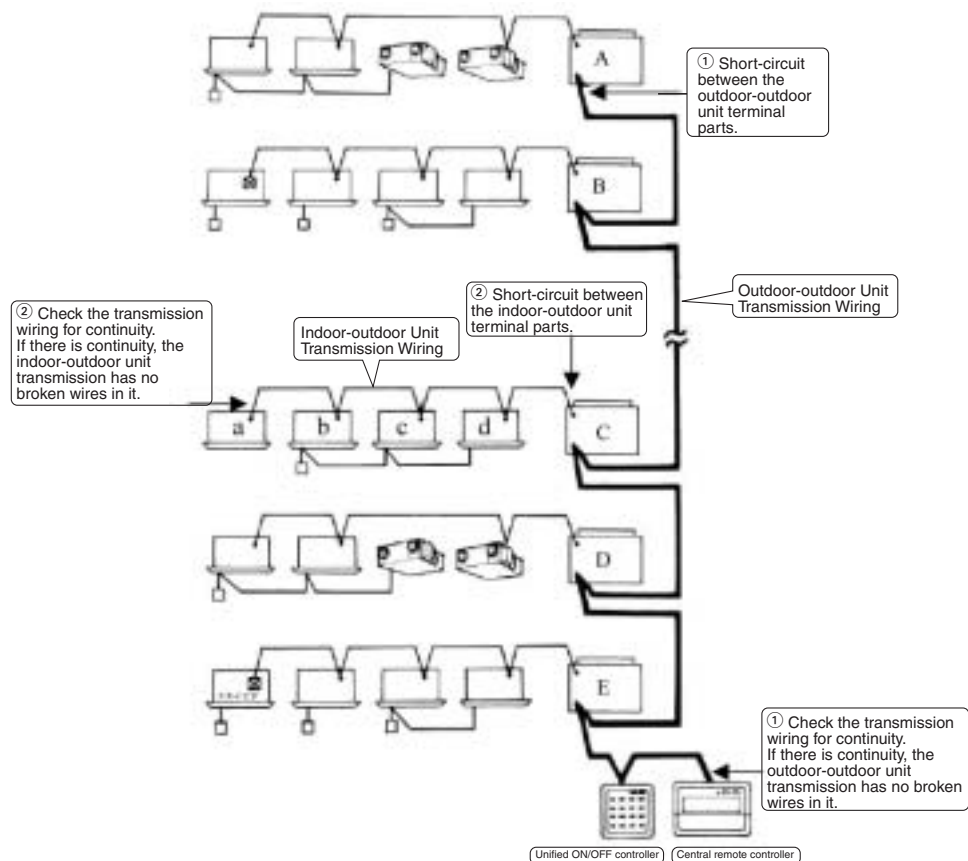 A
① Short-circuit
between the
outdoor-outdoor
unit terminal
parts.
B
Outdoor-outdoor Unit
Transmission Wiring
② Check the transmission
wiring for continuity.
If there is continuity, the
indoor-outdoor unit
transmission has no
broken wires in it.
Indoor-outdoor Unit
Transmission Wiring
② Short-circuit between
the indoor-outdoor unit
terminal parts.
a
b
c
d
C
D
E
① Check the transmission
wiring for continuity.
If there is continuity, the
outdoor-outdoor unit
transmission has no broken
wires in it.
Unified ON/OFF controller
Central remote controller